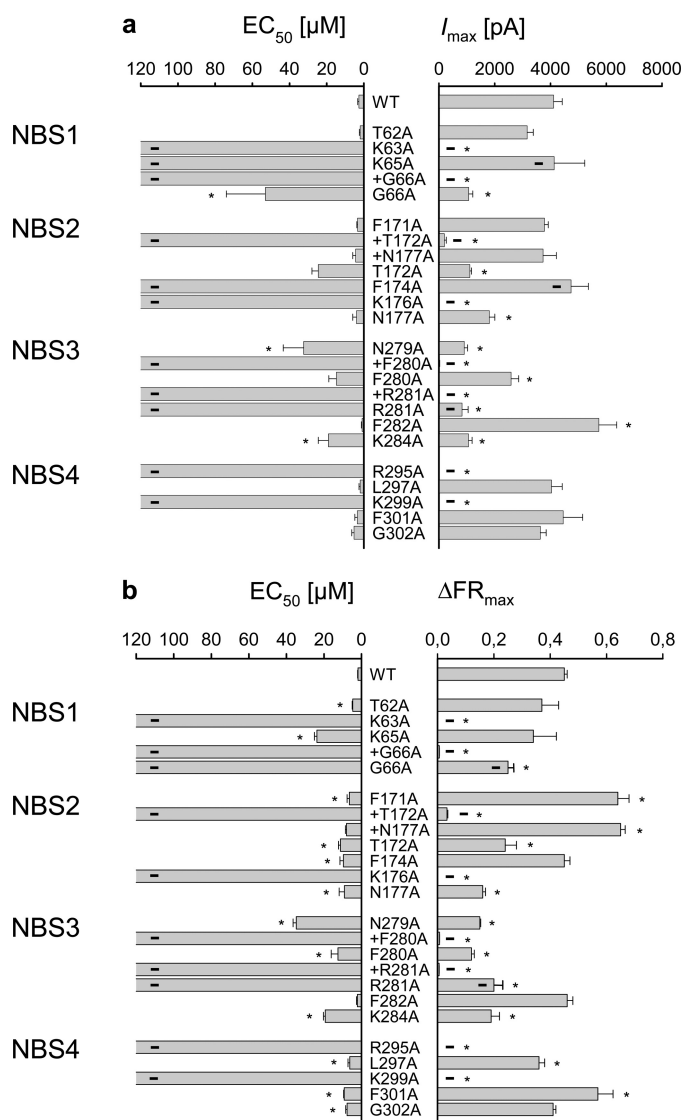 a EC50 [µM] Imax [pA]
120 100 80 60 40 20 0 0 2000 4000 6000 8000
WT
NBS1 T62A
K63A *
K65A
+G66A *
* G66A *
NBS2 F171A
+T172A *
+N177A
T172A *
F174A
K176A *
N177A *
NBS3 * N279A *
+F280A *
F280A *
+R281A *
R281A *
F282A *
* K284A *
NBS4 R295A *
L297A
K299A *
F301A
G302A
b EC50 [µM] ΔFRmax
120 100 80 60 40 20 0 0,0 0,2 0,4 0,6 0,8
WT
NBS1 * T62A
K63A *
* K65A
+G66A *
G66A *
NBS2 * F171A *
+T172A *
+N177A *
* T172A *
* F174A
K176A *
* N177A *
NBS3 * N279A *
+F280A *
* F280A *
+R281A *
R281A *
F282A
* K284A *
NBS4 R295A *
* L297A *
K299A *
* F301A *
* G302A